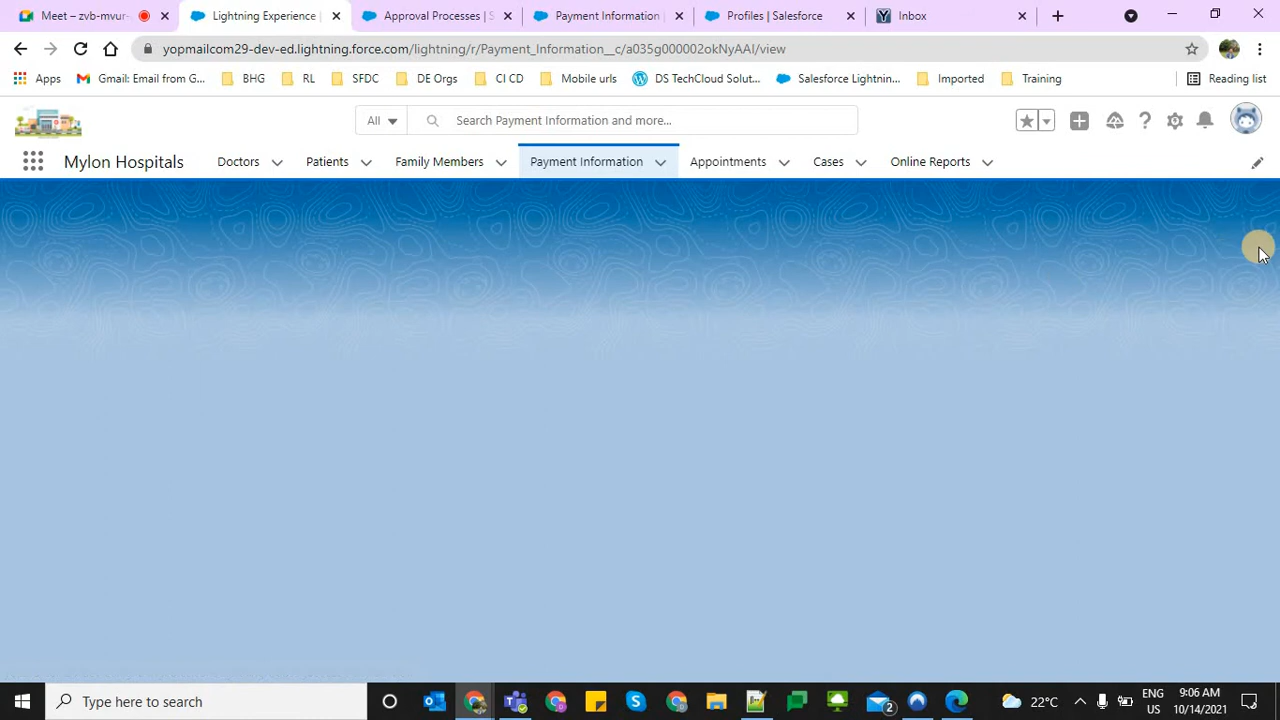 Meet – zvb-mvur-
Lightning Experience |
Approval Processes | S
Payment Information |
Profiles | Salesforce
Inbox
yopmailcom29-dev-ed.lightning.force.com/lightning/r/Payment_Information__c/a035g000002okNyAAI/view
Apps
Gmail: Email from G...
BHG
RL
SFDC
DE Orgs
CI CD
Mobile urls
DS TechCloud Solut...
Salesforce Lightnin...
Imported
Training
Reading list
All
Search Payment Information and more...
Mylon Hospitals
Doctors
Patients
Family Members
Payment Information
Appointments
Cases
Online Reports
Type here to search
2
22°C
ENG
US
9:06 AM
10/14/2021